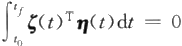 ∫_{t_0}^{t_f} ζ(t)^T η(t) dt = 0